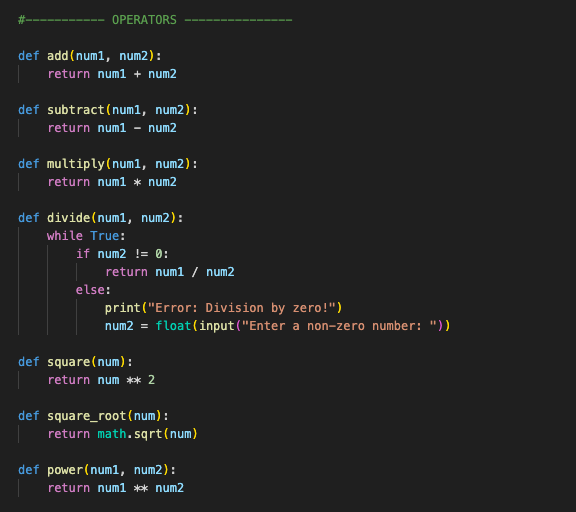 #----------- OPERATORS ---------------
def add(num1, num2):
    return num1 + num2
def subtract(num1, num2):
    return num1 - num2
def multiply(num1, num2):
    return num1 * num2
def divide(num1, num2):
    while True:
        if num2 != 0:
            return num1 / num2
        else:
            print("Error: Division by zero!")
            num2 = float(input("Enter a non-zero number: "))
def square(num):
    return num ** 2
def square_root(num):
    return math.sqrt(num)
def power(num1, num2):
    return num1 ** num2